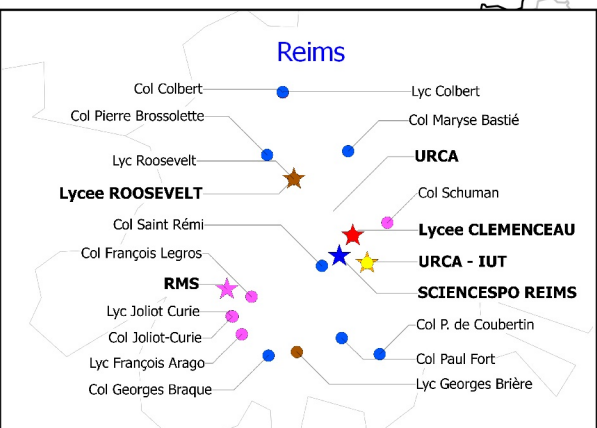 Reims
Col Colbert
Lyc Colbert
Col Pierre Brossolette
Col Maryse Bastié
Lyc Roosevelt
URCA
Lycee ROOSEVELT
Col Schuman
Col Saint Rémi
Lycee CLEMENCEAU
Col François Legros
URCA - IUT
RMS
SCIENCESPO REIMS
Lyc Joliot Curie
Col P. de Coubertin
Col Joliot-Curie
Lyc François Arago
Col Paul Fort
Col Georges Braque
Lyc Georges Brière